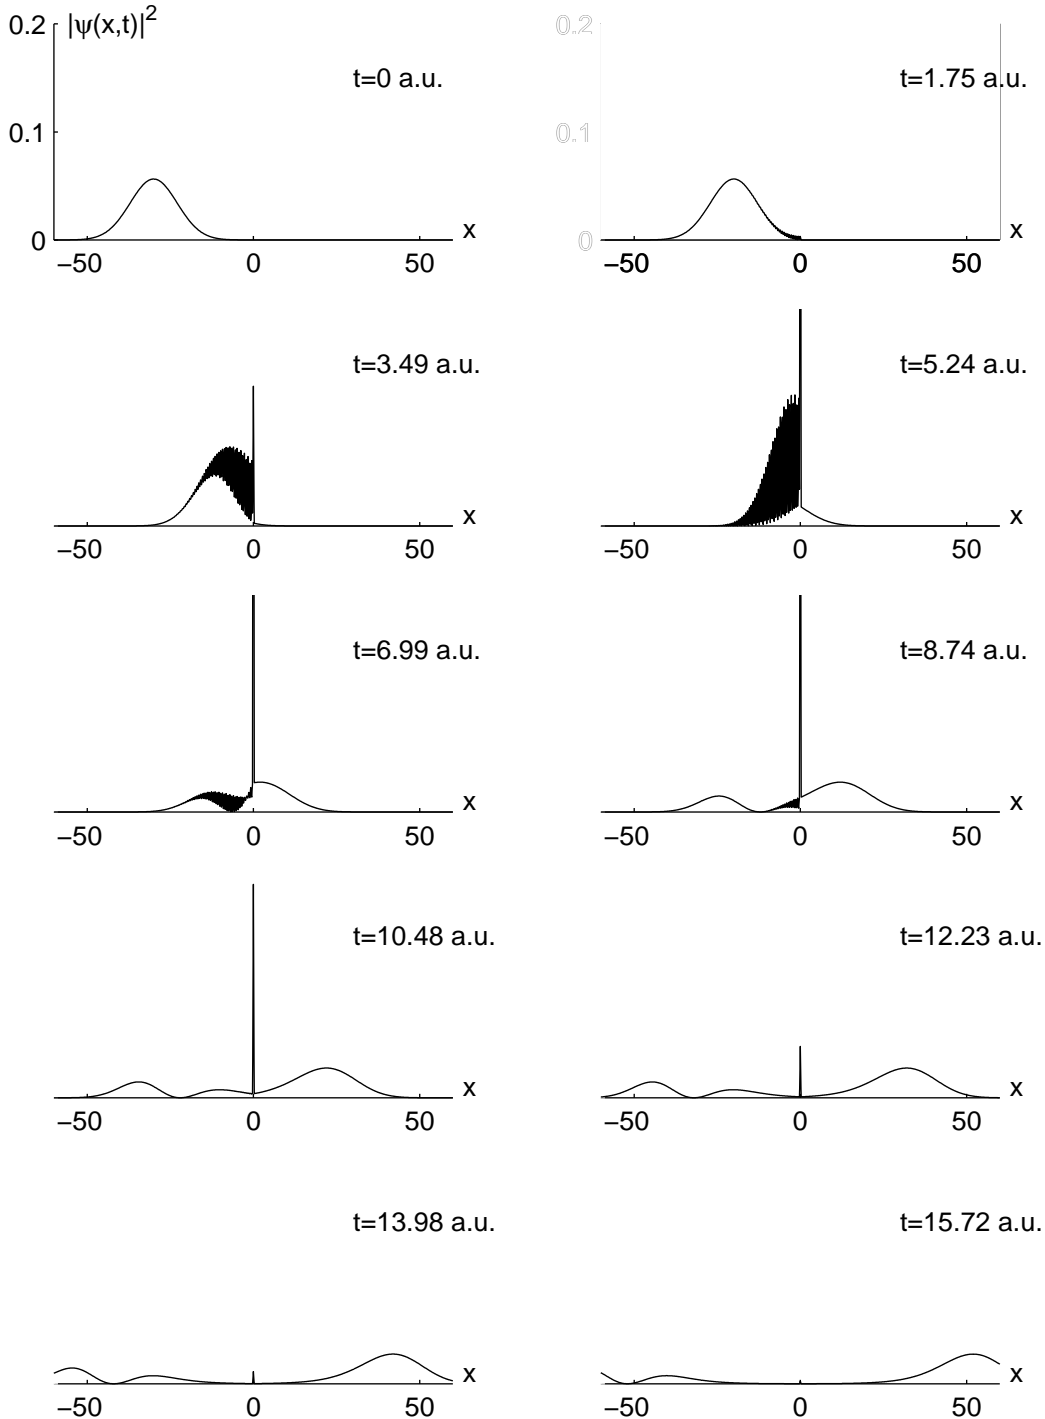 0.2 |ψ(x,t)|² 0.2
t=0 a.u. t=1.75 a.u.
0.1 0.1
0 x 0 x
−50 0 50 −50 0 50
t=3.49 a.u. t=5.24 a.u.
x x
−50 0 50 −50 0 50
t=6.99 a.u. t=8.74 a.u.
x x
−50 0 50 −50 0 50
t=10.48 a.u. t=12.23 a.u.
x x
−50 0 50 −50 0 50
t=13.98 a.u. t=15.72 a.u.
x x
−50 0 50 −50 0 50